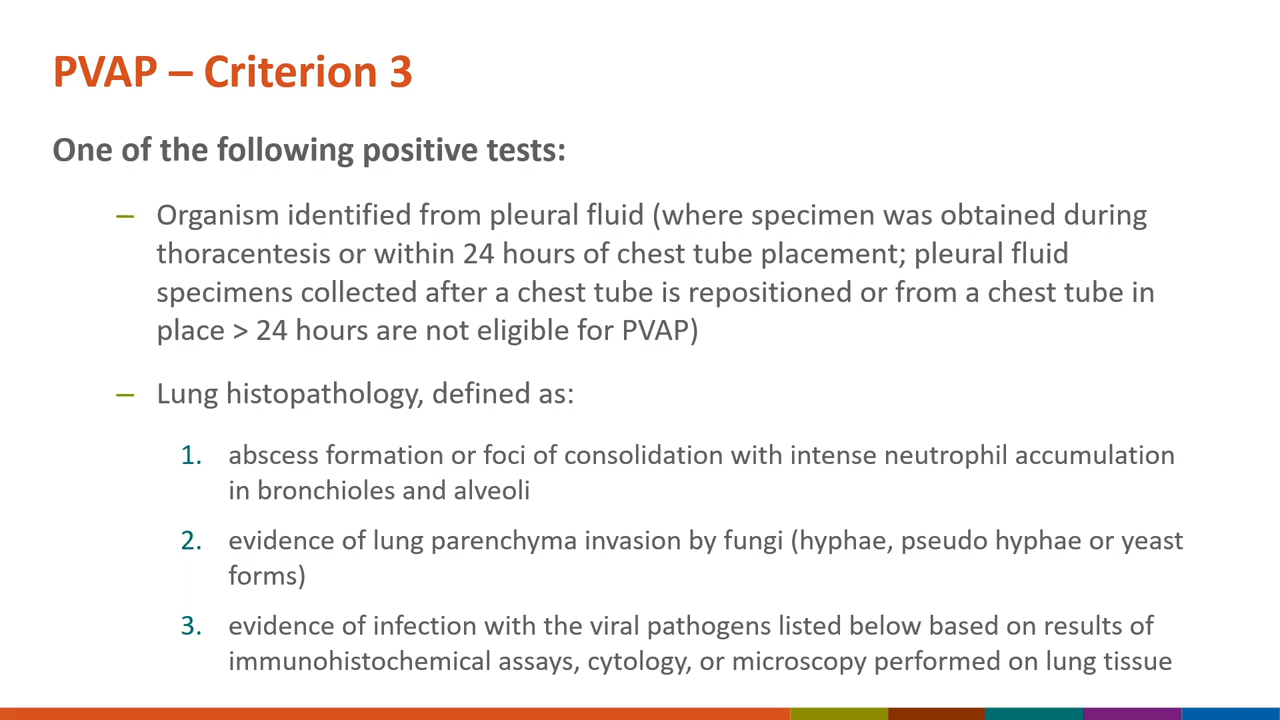 PVAP – Criterion 3
One of the following positive tests:
– Organism identified from pleural fluid (where specimen was obtained during
thoracentesis or within 24 hours of chest tube placement; pleural fluid
specimens collected after a chest tube is repositioned or from a chest tube in
place > 24 hours are not eligible for PVAP)
– Lung histopathology, defined as:
1. abscess formation or foci of consolidation with intense neutrophil accumulation
in bronchioles and alveoli
2. evidence of lung parenchyma invasion by fungi (hyphae, pseudo hyphae or yeast
forms)
3. evidence of infection with the viral pathogens listed below based on results of
immunohistochemical assays, cytology, or microscopy performed on lung tissue